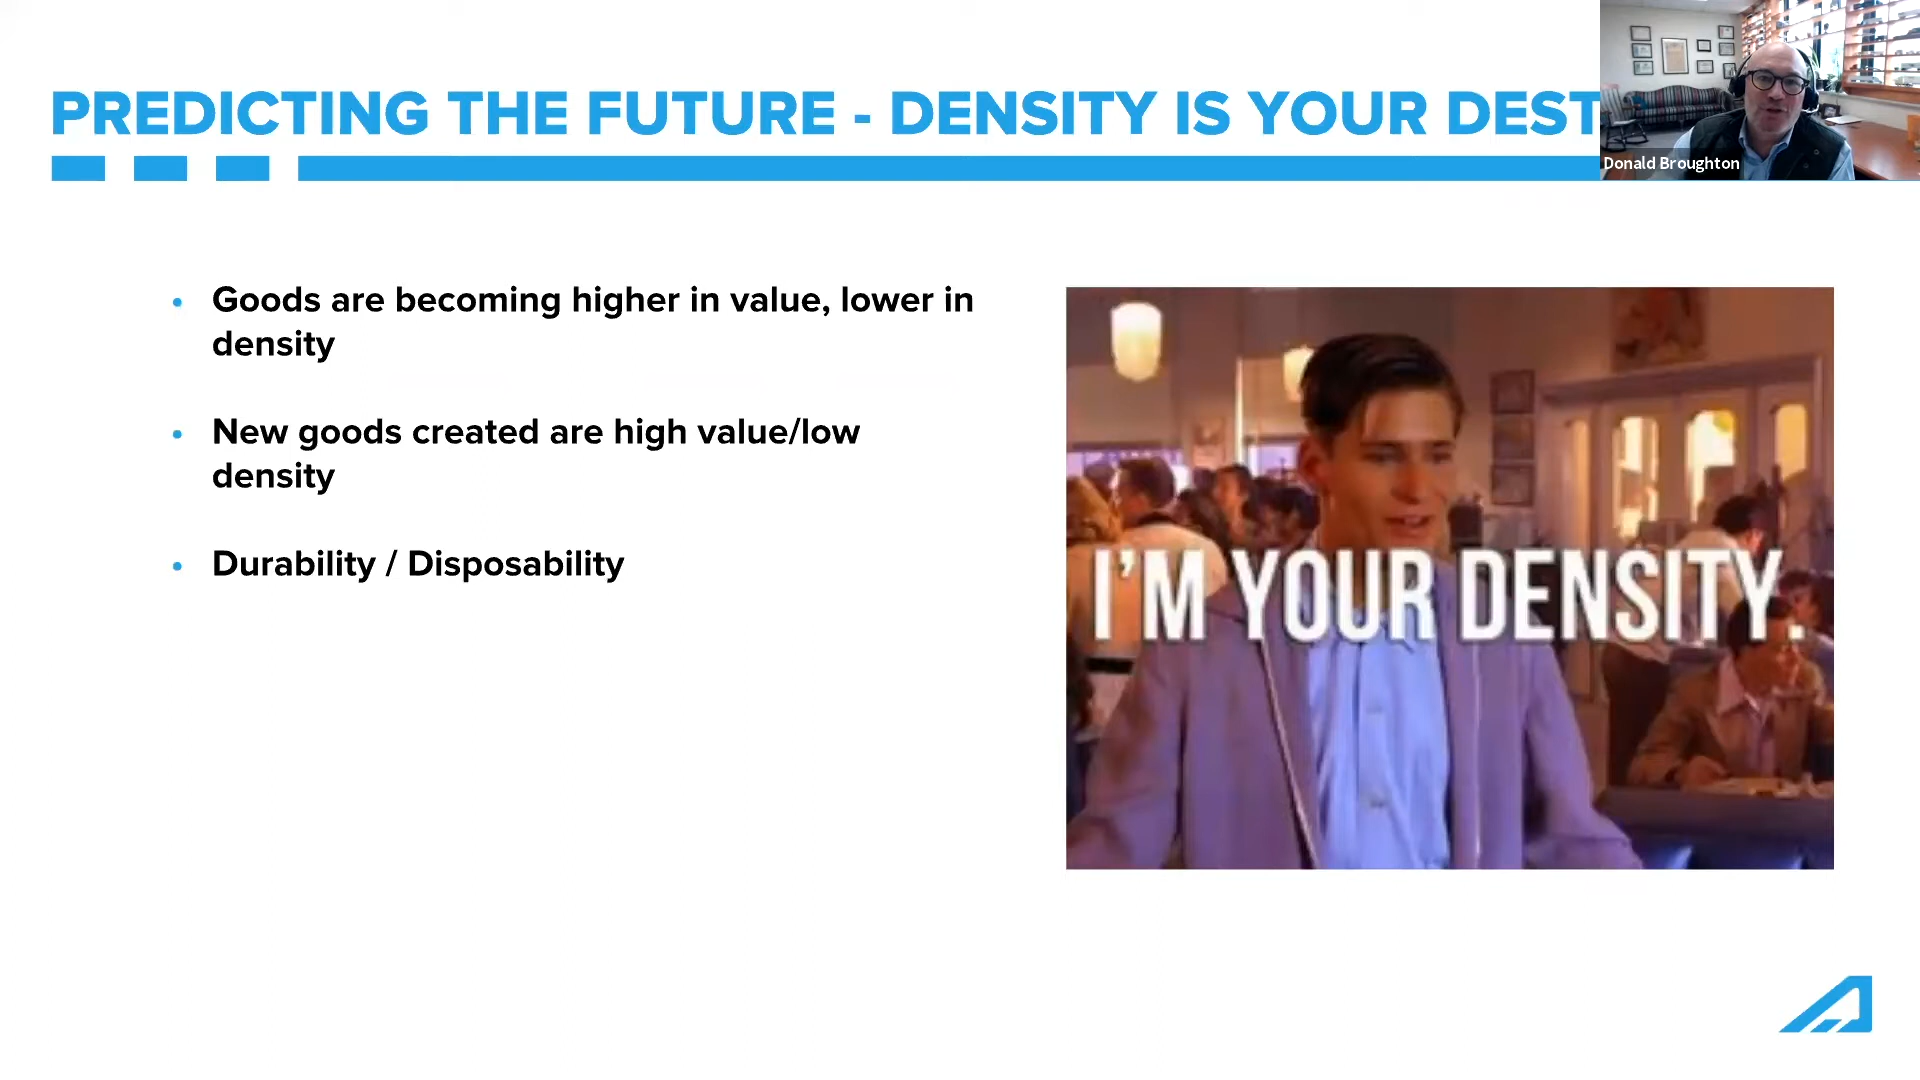 PREDICTING THE FUTURE - DENSITY IS YOUR DEST
Donald Broughton
• Goods are becoming higher in value, lower in
density
• New goods created are high value/low
density
• Durability / Disposability
I'M YOUR DENSITY.